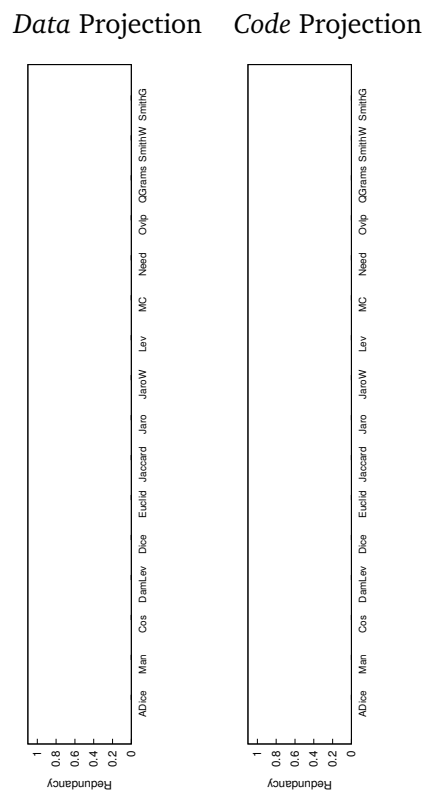 Data Projection
Redundancy
1
0.8
0.6
0.4
0.2
0
ADice
Man
Cos
DamLev
Dice
Euclid
Jaccard
Jaro
JaroW
Lev
MC
Need
Ovlp
QGrams
SmithW
SmithG
Code Projection
Redundancy
1
0.8
0.6
0.4
0.2
0
ADice
Man
Cos
DamLev
Dice
Euclid
Jaccard
Jaro
JaroW
Lev
MC
Need
Ovlp
QGrams
SmithW
SmithG